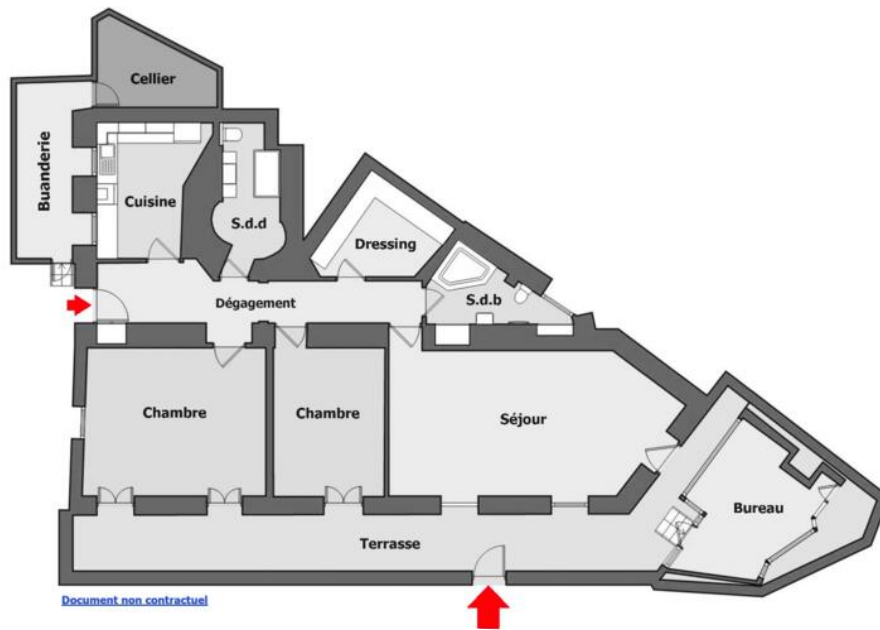 Cellier
Buanderie
Cuisine
S.d.d
Dressing
S.d.b
Dégagement
Chambre
Chambre
Séjour
Bureau
Terrasse
Document non contractuel